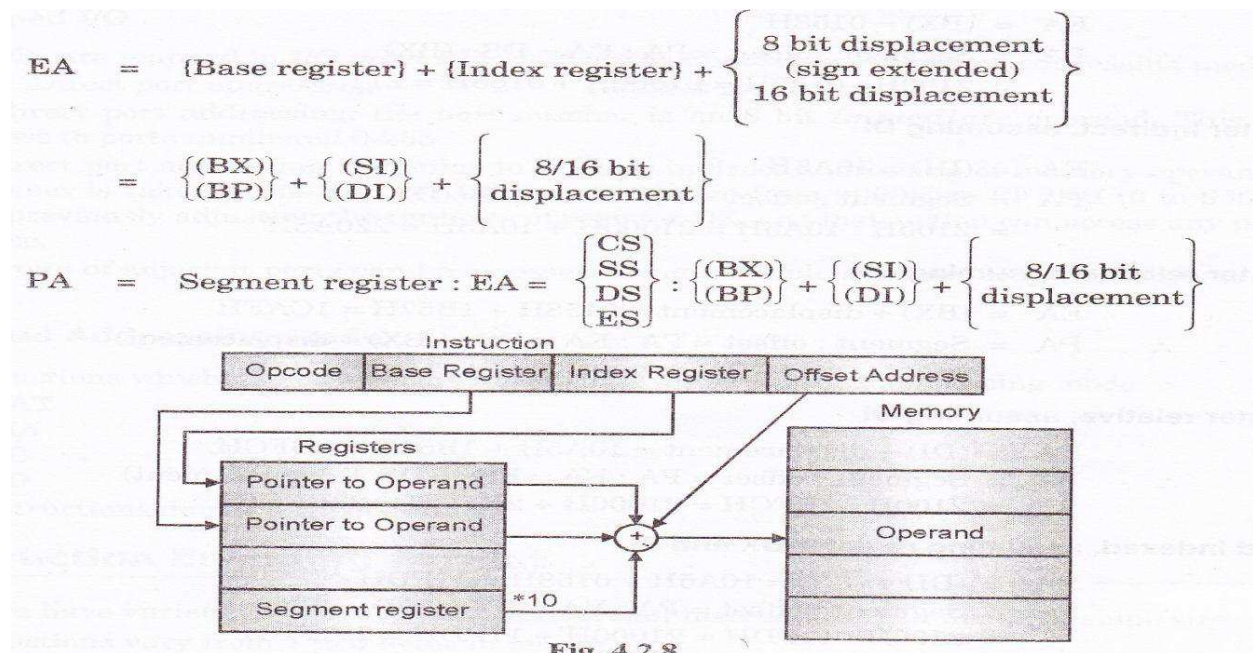 EA = {Base register} + {Index register} + {8 bit displacement
(sign extended)
16 bit displacement}
= {(BX)
(BP)} + {(SI)
(DI)} + {8/16 bit
displacement}
PA = Segment register : EA = {CS
SS
DS
ES} : {(BX)
(BP)} + {(SI)
(DI)} + {8/16 bit
displacement}
Instruction
Opcode Base Register Index Register Offset Address
Memory
Registers
Pointer to Operand
Pointer to Operand
+
Operand
Segment register
*10
Fig. 4.2.8